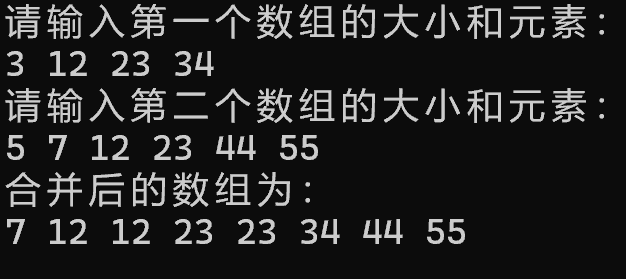 请输入第一个数组的大小和元素：
3 12 23 34
请输入第二个数组的大小和元素：
5 7 12 23 44 55
合并后的数组为：
7 12 12 23 23 34 44 55